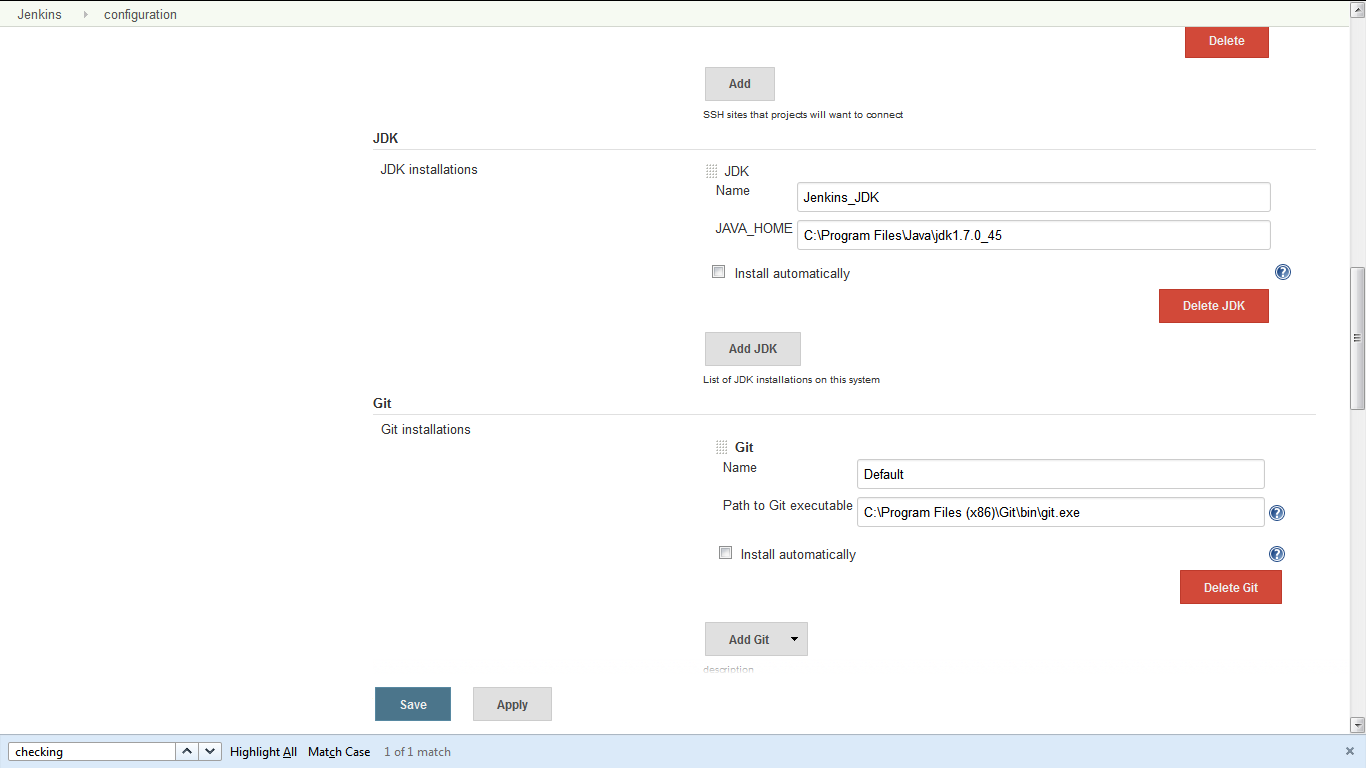 Jenkins configuration
Delete
Add
SSH sites that projects will want to connect
JDK
JDK installations
JDK
Name
Jenkins_JDK
JAVA_HOME
C:\Program Files\Java\jdk1.7.0_45
Install automatically
Delete JDK
Add JDK
List of JDK installations on this system
Git
Git installations
Git
Name
Default
Path to Git executable
C:\Program Files (x86)\Git\bin\git.exe
Install automatically
Delete Git
Add Git
description
Save Apply
checking Highlight All Match Case 1 of 1 match